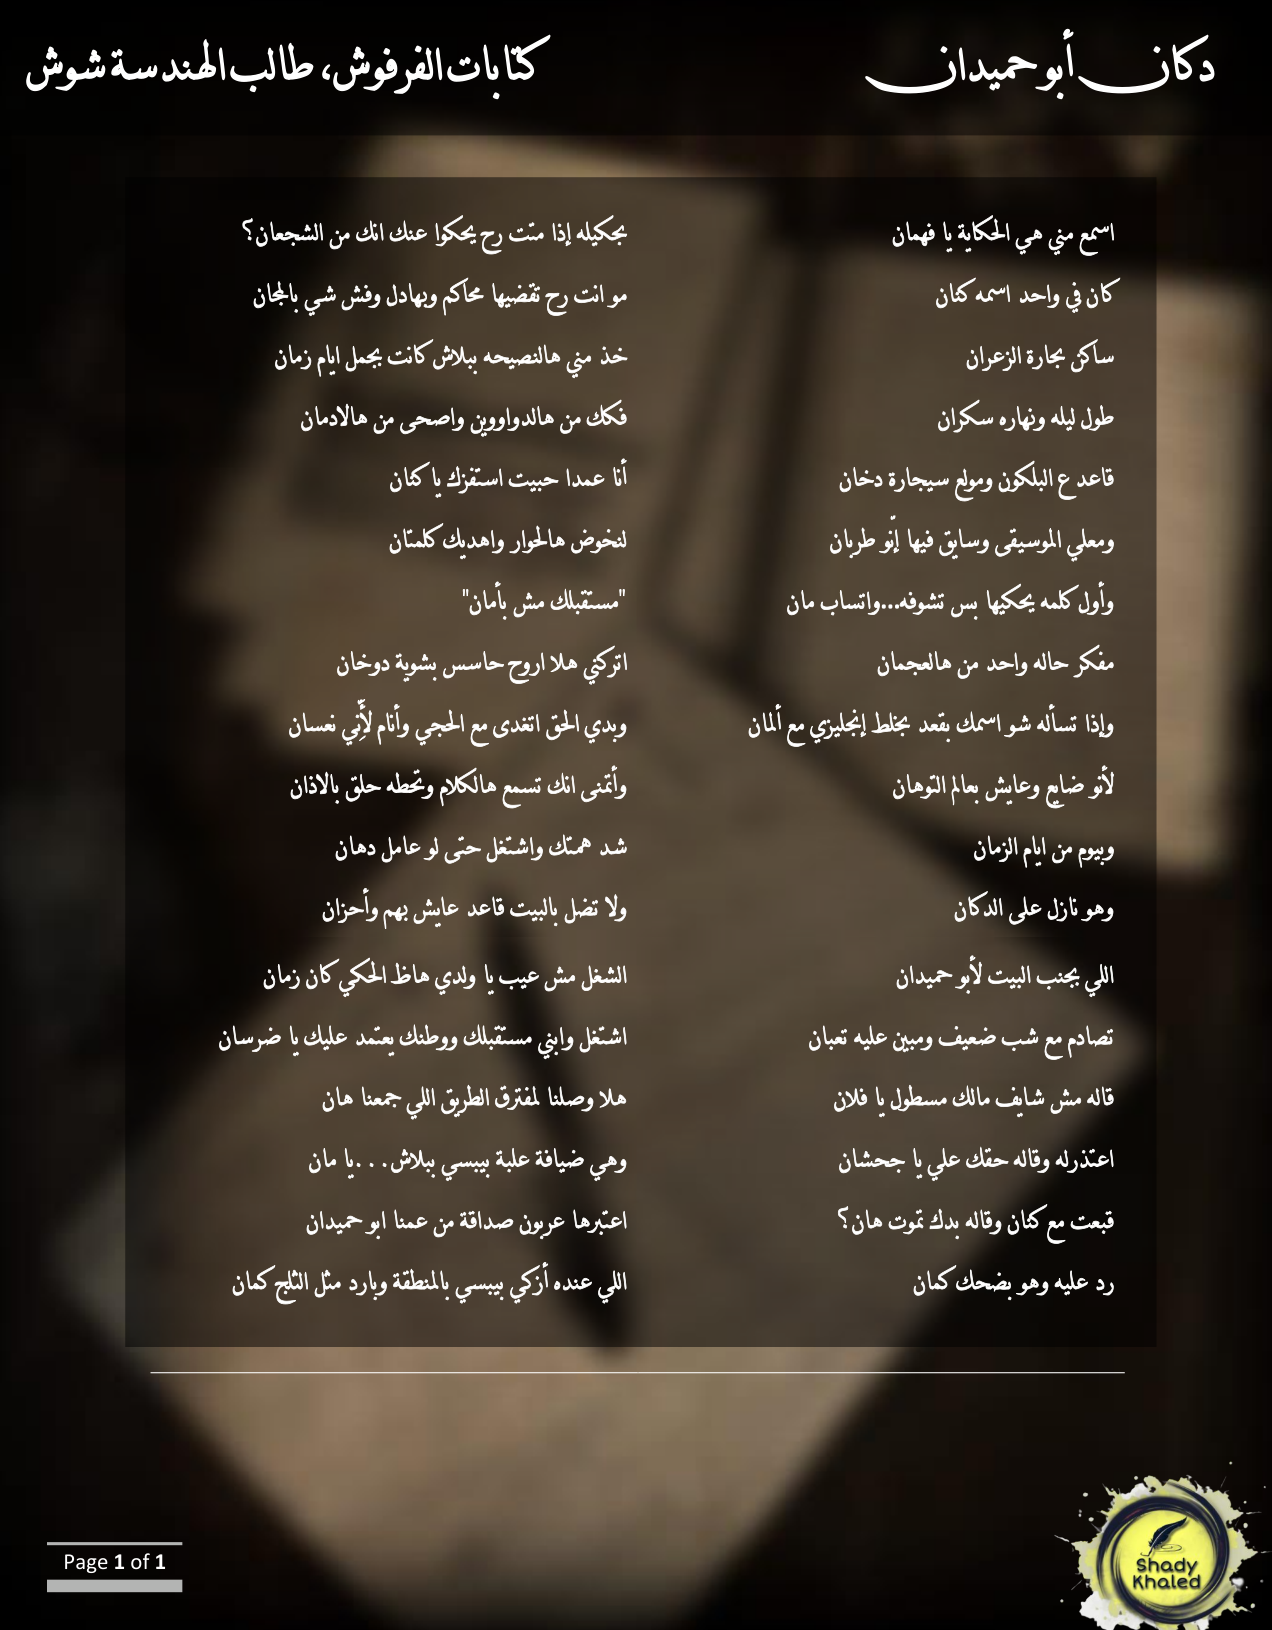 دكان أبو حميدان
كتابات الفرفوش، طالب الهندسة شوش
اسمع مني هي الحكاية يا فهمان
كان في واحد اسمه كنان
ساكن بحارة الزعران
طول ليله ونهاره سكران
قاعد ع البلكون ومولع سيجارة دخان
ومعلي الموسيقى وسايق فيها إنّو طربان
وأول كلمه يحكيها بس تشوفه...واتساب مان
مفكر حاله واحد من هالعجمان
وإذا تسأله شو اسمك بقعد بخلط إنجليزي مع ألمان
لأنو ضايع وعايش بعالم التوهان
وبيوم من ايام الزمان
وهو نازل على الدكان
اللي بجنب البيت لأبو حميدان
تصادم مع شب ضعيف ومبين عليه تعبان
قاله مش شايف مالك مسطول يا فلان
اعتذرله وقاله حقك علي يا جحشان
قبعت مع كنان وقاله بدك تموت هان؟
رد عليه وهو بضحك كمان
بحكيله إذا متت رح يحكوا عنك انك من الشجعان؟
مو انت رح تقضيها محاكم وبهادل وفش شي بالمجان
خذ مني هالنصيحه ببلاش كانت بجمل ايام زمان
فكك من هالدواووين واصحى من هالادمان
أنا عمدا حبيت استفزك يا كنان
لنخوض هالحوار واهديك كلمتان
"مستقبلك مش بأمان"
اتركني هلا اروح حاسس بشوية دوخان
وبدي الحق اتغدى مع الحجي وأنام لأَنِّي نعسان
وأتمنى انك تسمع هالكلام وتحطه حلق بالاذان
شد همتك واشتغل حتى لو عامل دهان
ولا تضل بالبيت قاعد عايش بهم وأحزان
الشغل مش عيب يا ولدي هاظ الحكي كان زمان
اشتغل وابني مستقبلك ووطنك يعتمد عليك يا ضرسان
هلا وصلنا لمفترق الطريق اللي جمعنا هان
وهي ضيافة علبة بيبسي ببلاش...يا مان
اعتبرها عربون صداقة من عمنا ابو حميدان
اللي عنده أزكي بيبسي بالمنطقة وبارد مثل الثلج كمان
Page 1 of 1
Shady
Khaled